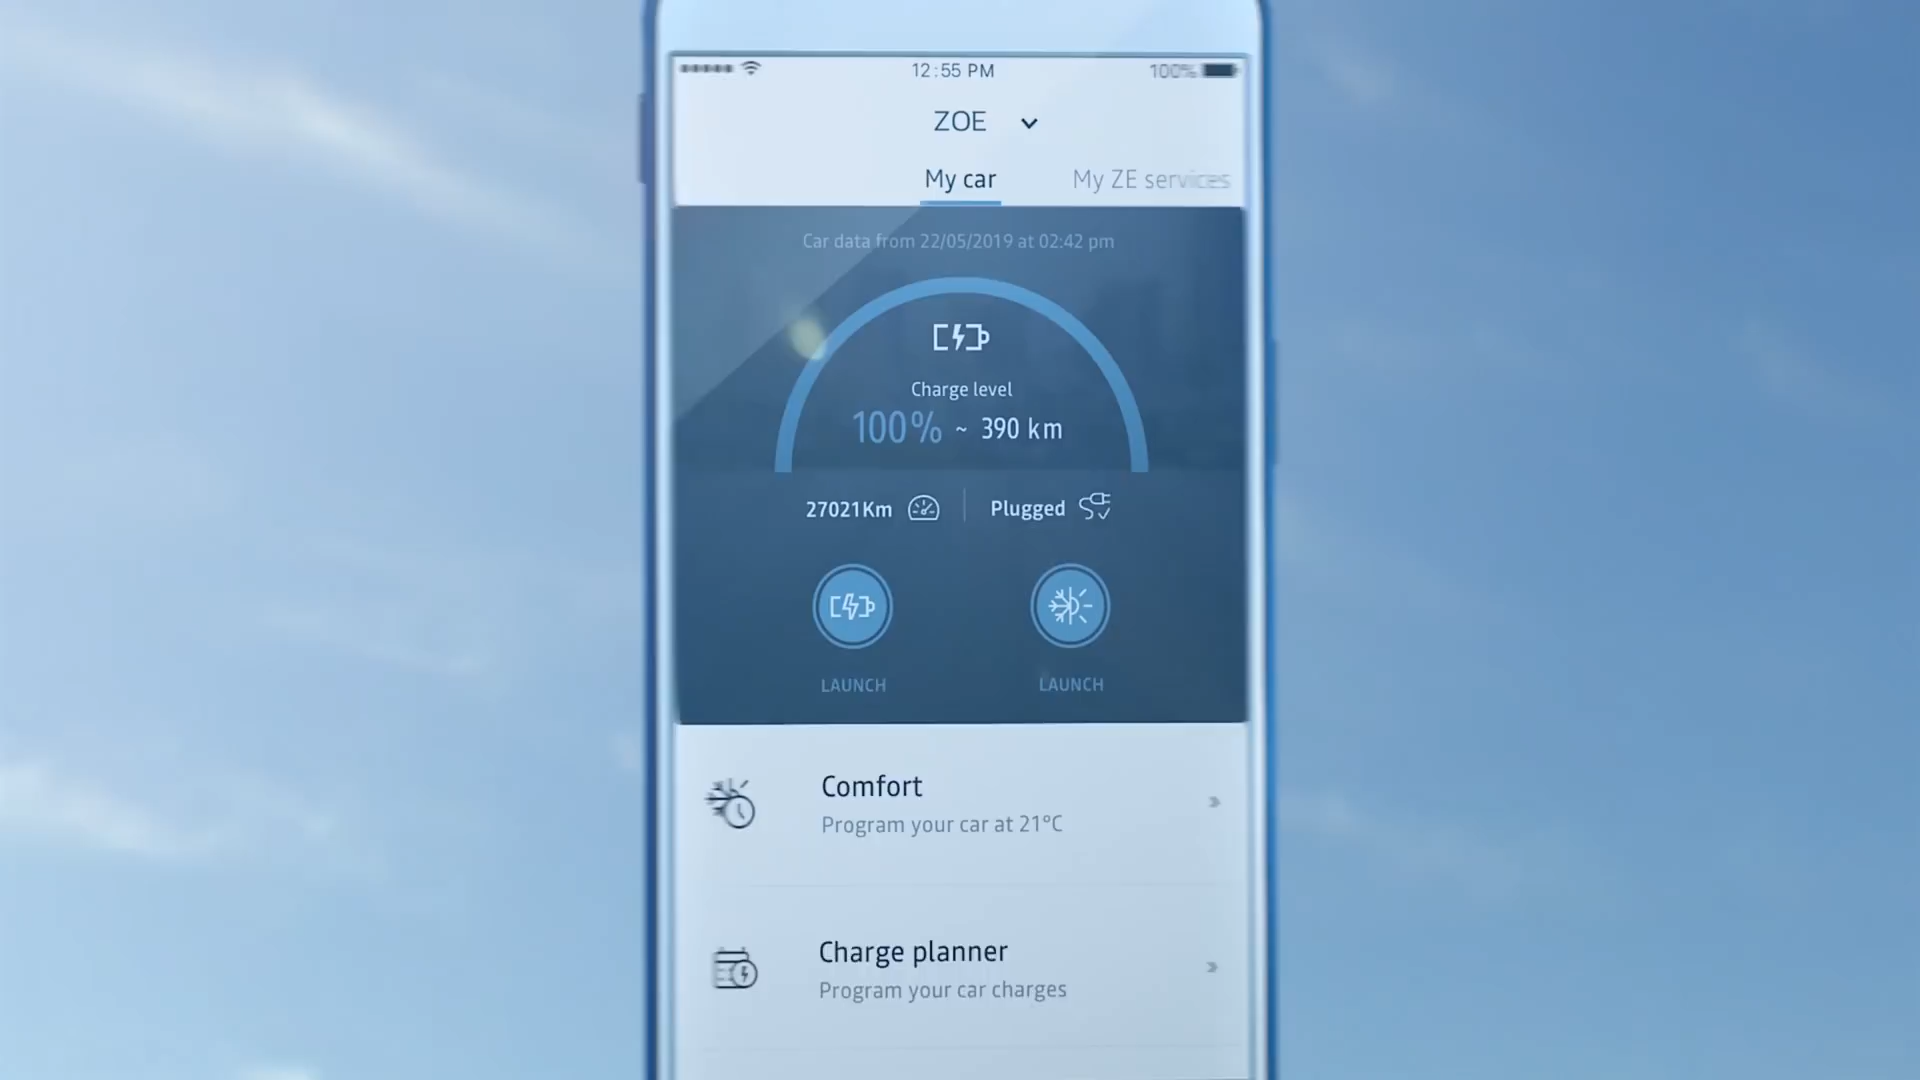 12:55 PM
100%
ZOE
My car
My ZE services
Car data from 22/05/2019 at 02:42 pm
Charge level
100% ~ 390 km
27021Km
Plugged
LAUNCH
LAUNCH
Comfort
Program your car at 21°C
Charge planner
Program your car charges